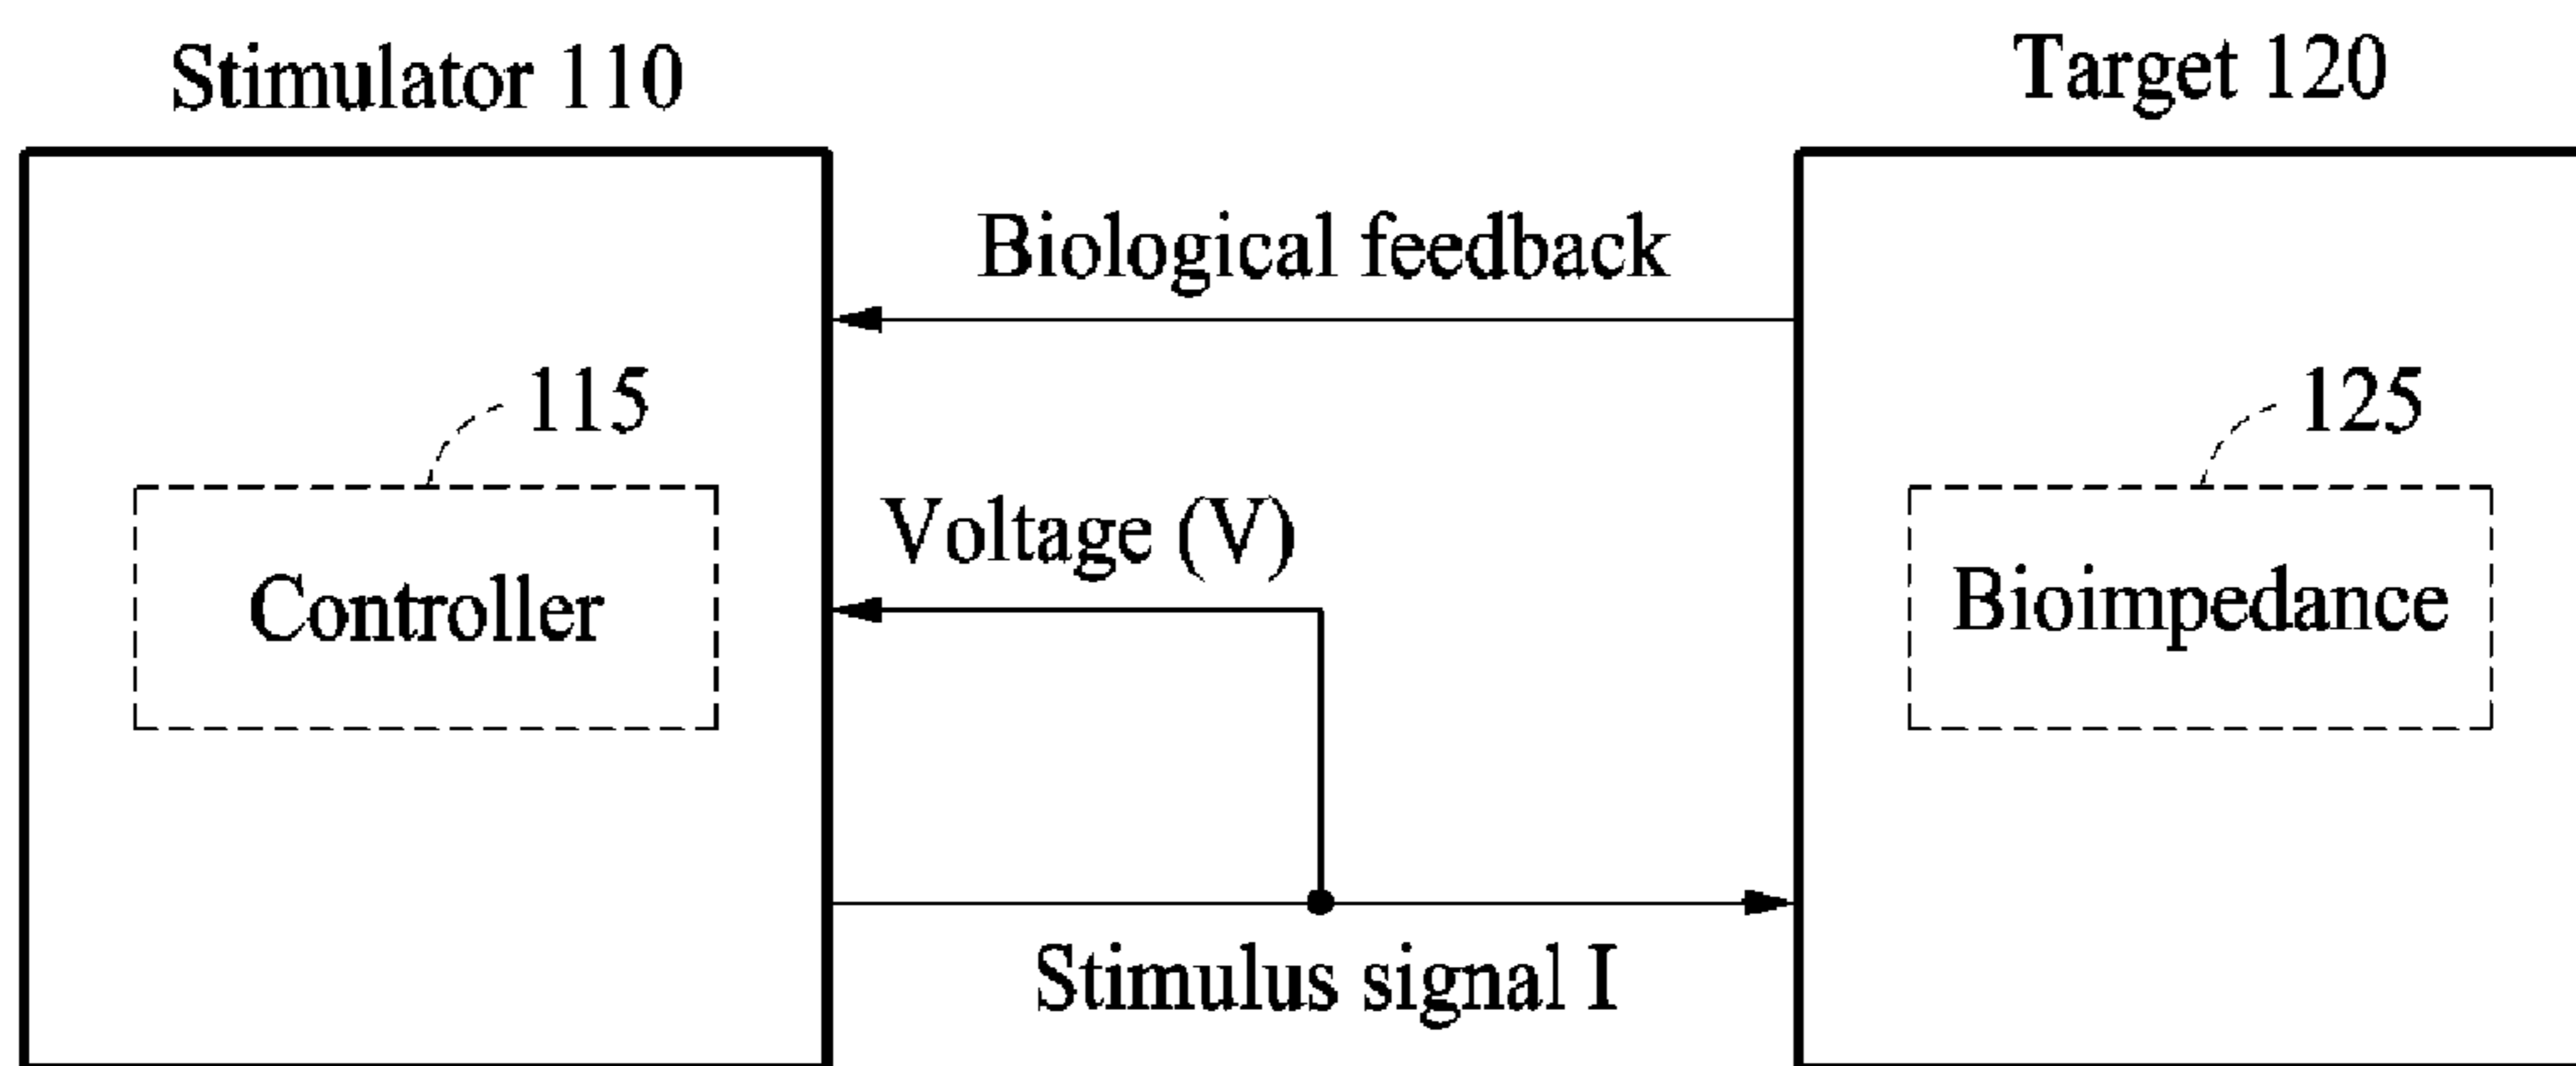 Stimulator 110
Target 120
Biological feedback
115
125
Voltage (V)
Controller
Bioimpedance
Stimulus signal I